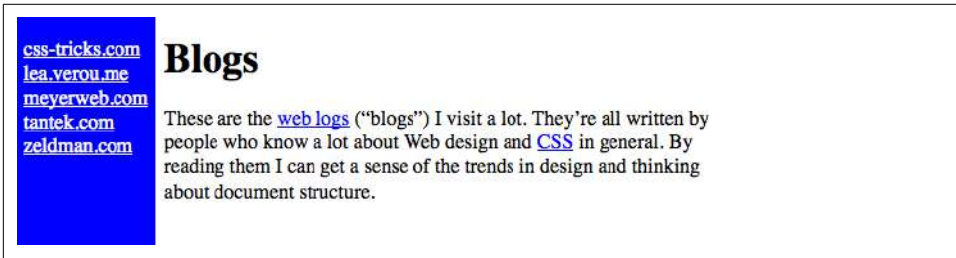 css-tricks.com
lea.verou.me
meyerweb.com
tantek.com
zeldman.com
Blogs
These are the web logs (“blogs”) I visit a lot. They’re all written by
people who know a lot about Web design and CSS in general. By
reading them I can get a sense of the trends in design and thinking
about document structure.